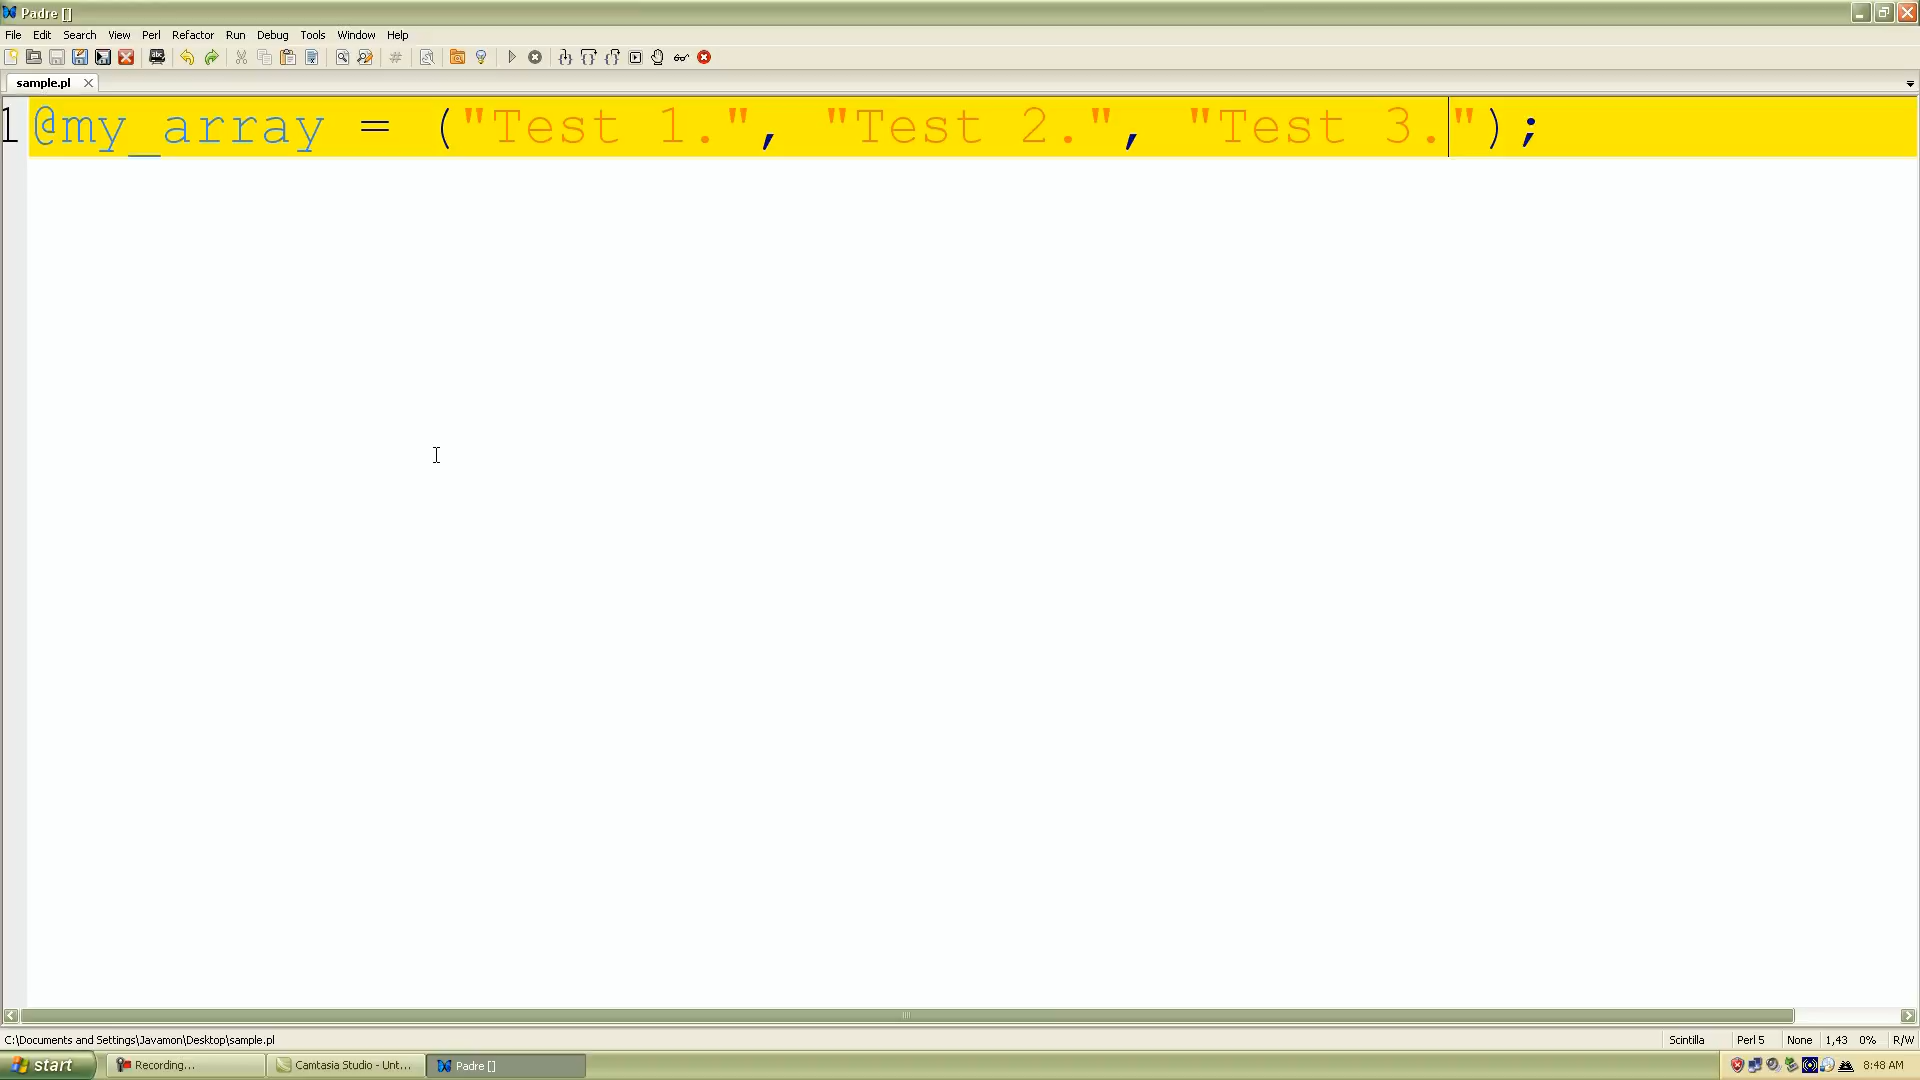 Padre []
File Edit Search View Perl Refactor Run Debug Tools Window Help
sample.pl
1 @my_array = ("Test 1.", "Test 2.", "Test 3.");
C:\Documents and Settings\Javamon\Desktop\sample.pl Scintilla Perl 5 None 1,43 0% R/W
start Recording... Camtasia Studio - Unt... Padre [] 8:48 AM